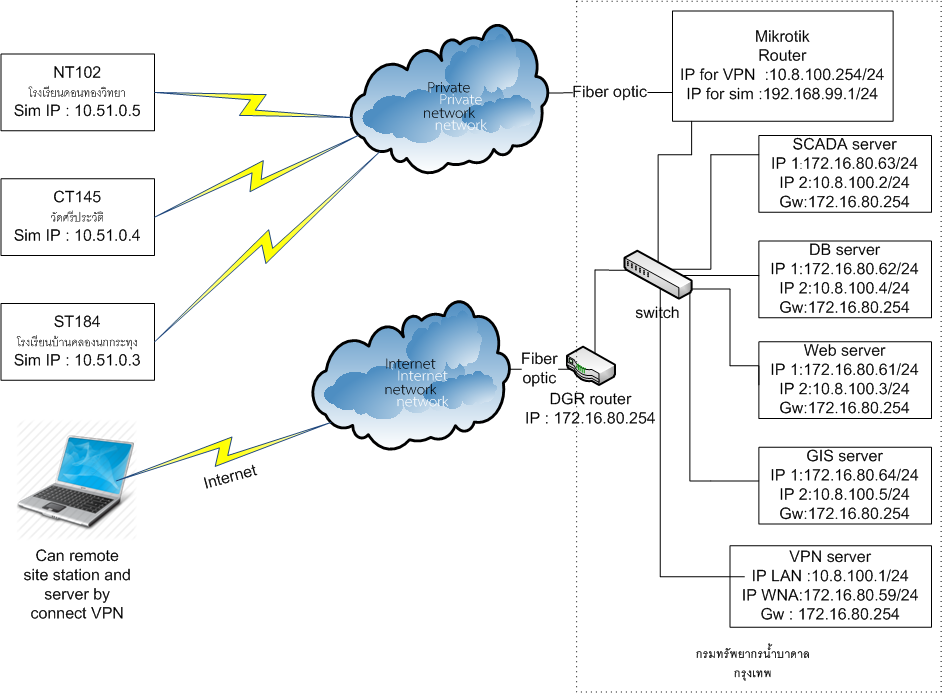 NT102
โรงเรียนดอนทองวิทยา
Sim IP : 10.51.0.5
CT145
วัดศรีประวัติ
Sim IP : 10.51.0.4
ST184
โรงเรียนบ้านคลองนกกระทุง
Sim IP : 10.51.0.3
Private
network
Private
network
Fiber optic
Mikrotik
Router
IP for VPN :10.8.100.254/24
IP for sim :192.168.99.1/24
SCADA server
IP 1:172.16.80.63/24
IP 2:10.8.100.2/24
Gw:172.16.80.254
DB server
IP 1:172.16.80.62/24
IP 2:10.8.100.4/24
Gw:172.16.80.254
switch
Web server
IP 1:172.16.80.61/24
IP 2:10.8.100.3/24
Gw:172.16.80.254
Internet
network
Internet
network
Fiber
optic
DGR router
IP : 172.16.80.254
GIS server
IP 1:172.16.80.64/24
IP 2:10.8.100.5/24
Gw:172.16.80.254
Internet
Can remote
site station and
server by
connect VPN
VPN server
IP LAN :10.8.100.1/24
IP WNA:172.16.80.59/24
Gw : 172.16.80.254
กรมทรัพยากรน้ำบาดาล
กรุงเทพ